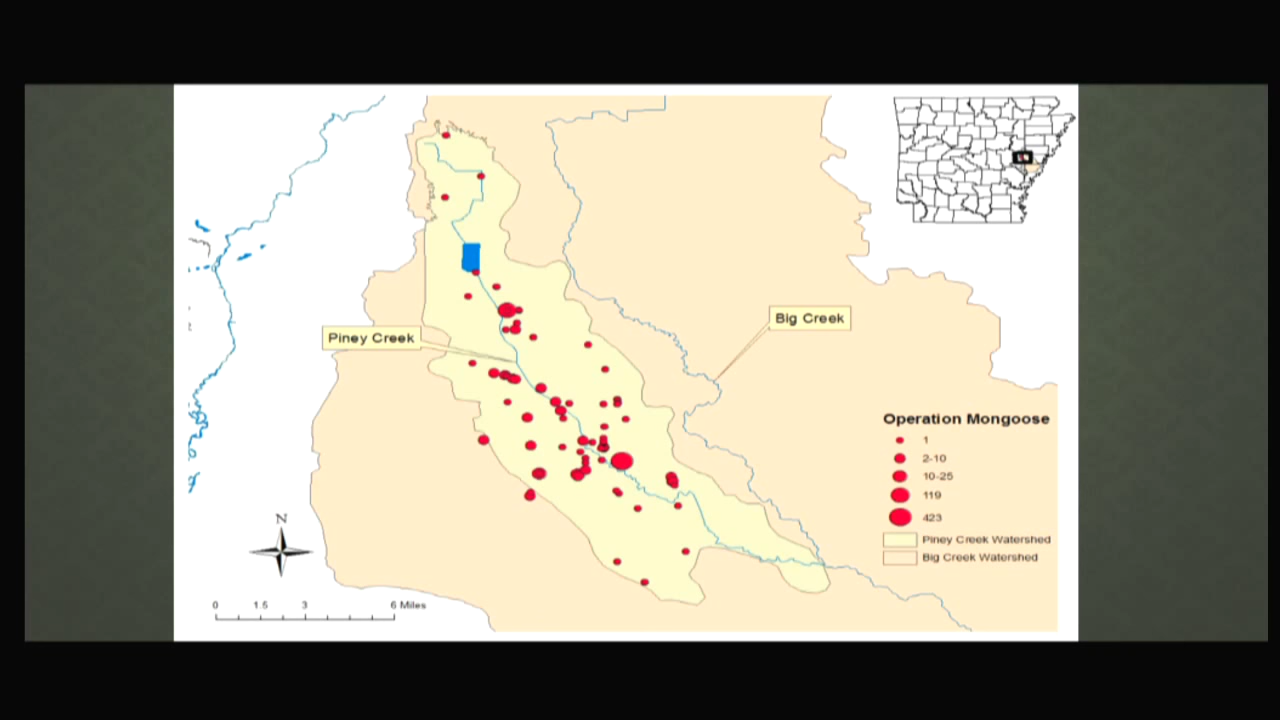 Piney Creek
Big Creek
Operation Mongoose
1
2-10
10-25
119
423
Piney Creek Watershed
Big Creek Watershed
N
0 1.5 3 6 Miles